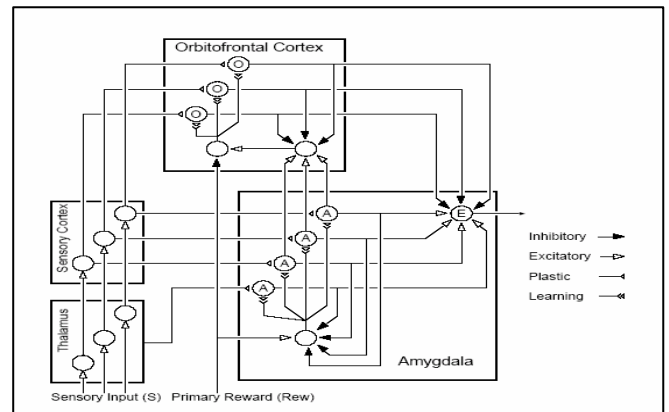 Orbitofrontal Cortex
O
O
O
Sensory Cortex
A
E
A
A
A
Inhibitory
Excitatory
Plastic
Learning
Thalamus
Amygdala
Sensory Input (S) Primary Reward (Rew)